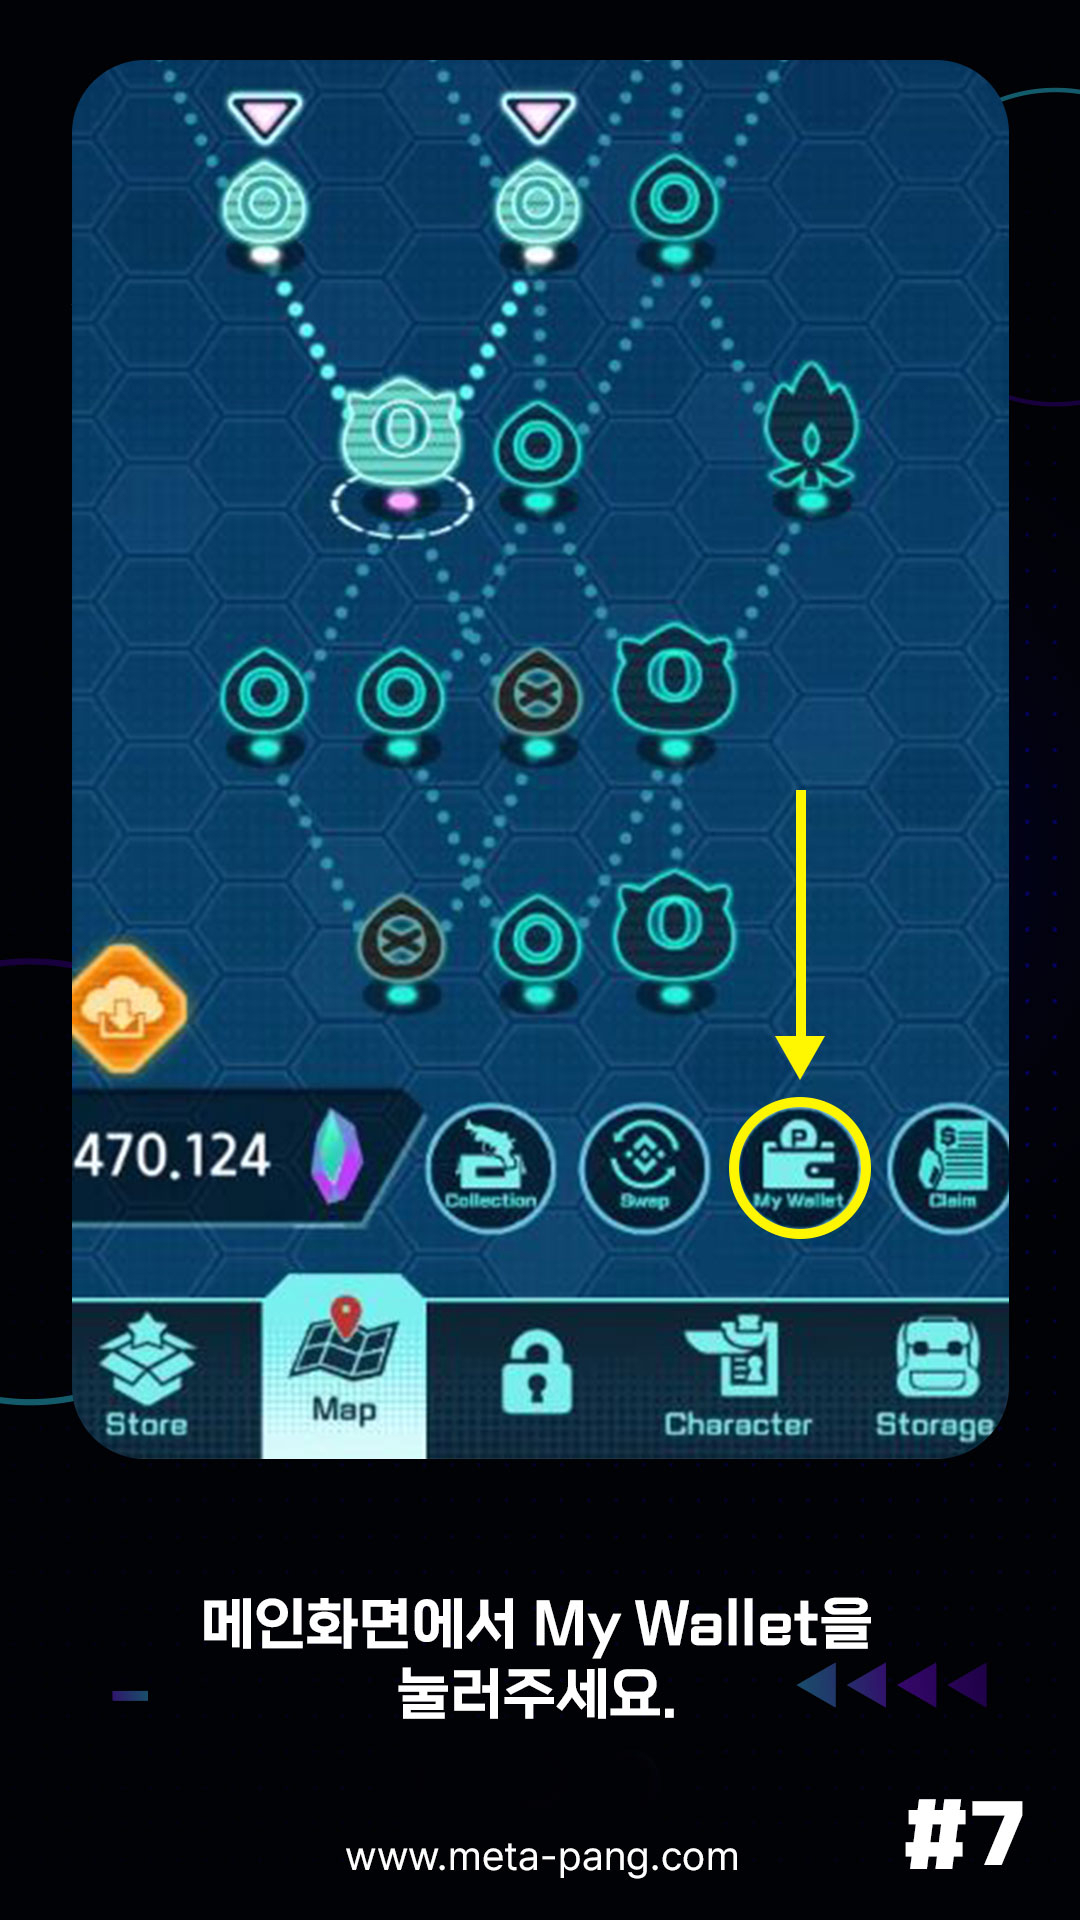 470.124
Collection
Swap
P
My Wallet
$
Claim
Store
Map
Character
Storage
메인화면에서 My Wallet을
눌러주세요.
#7
www.meta-pang.com